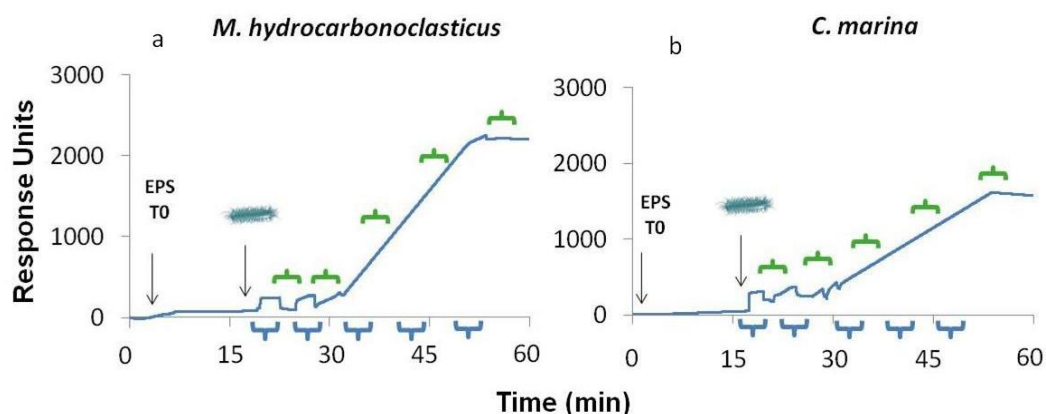 M. hydrocarbonoclasticus
C. marina
a
b
Response Units
3000
2000
1000
0
EPS
T0
0
15
30
45
60
3000
2000
1000
0
EPS
T0
0
15
30
45
60
Time (min)